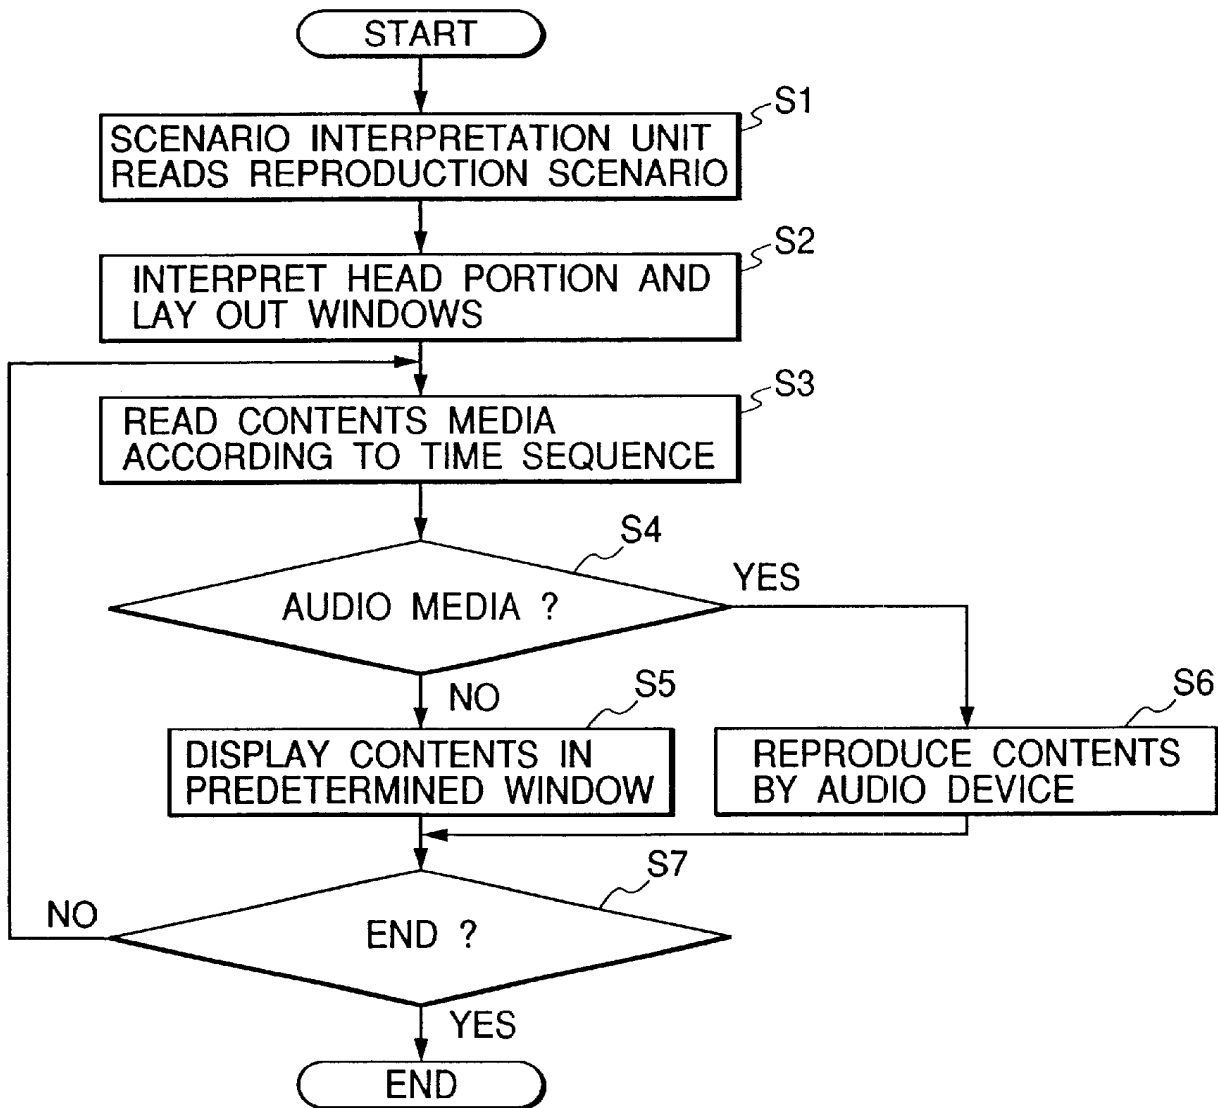 START
S1
SCENARIO INTERPRETATION UNIT
READS REPRODUCTION SCENARIO
S2
INTERPRET HEAD PORTION AND
LAY OUT WINDOWS
S3
READ CONTENTS MEDIA
ACCORDING TO TIME SEQUENCE
S4
AUDIO MEDIA ?
YES
NO
S5
DISPLAY CONTENTS IN
PREDETERMINED WINDOW
S6
REPRODUCE CONTENTS
BY AUDIO DEVICE
S7
END ?
NO
YES
END